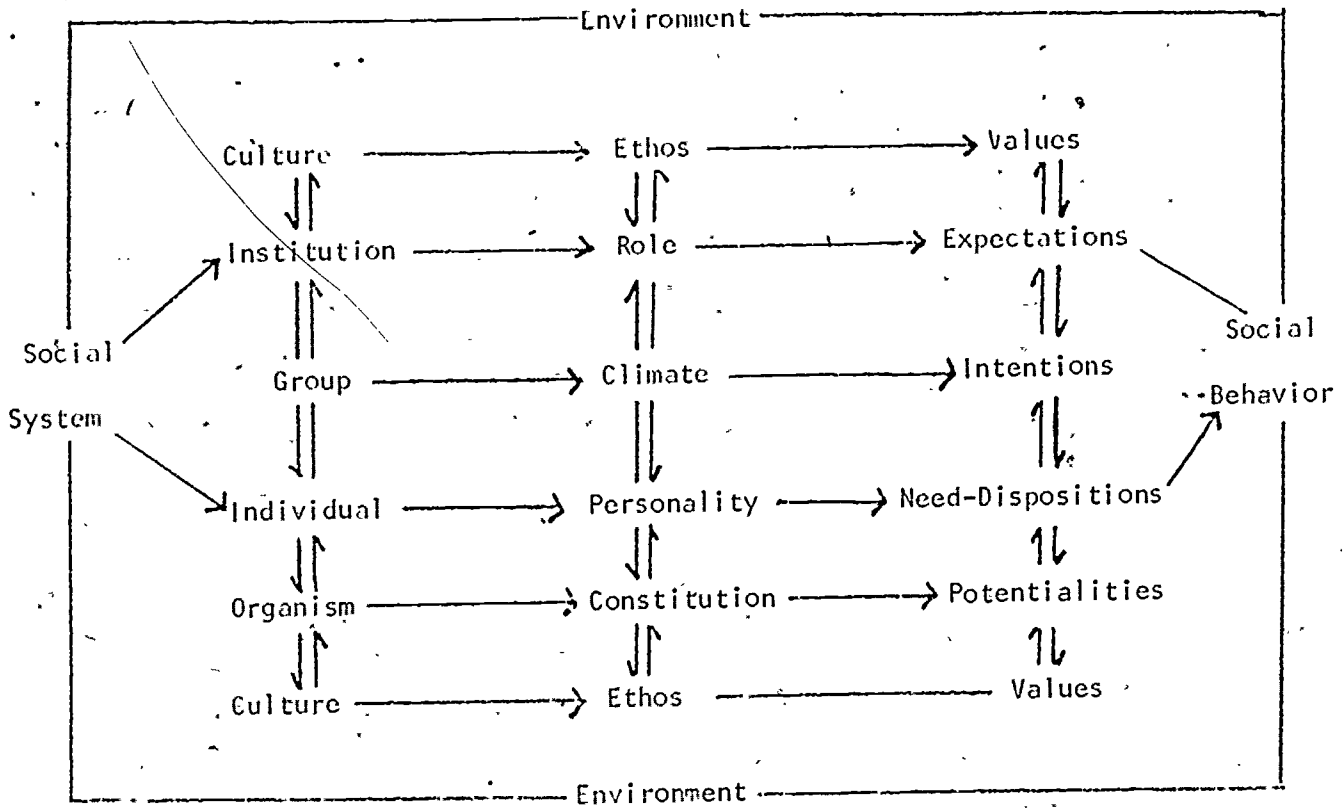 Environment
Culture Ethos Values
Institution Role Expectations
Social
Social
Group Climate Intentions
Behavior
System
Individual Personality Need-Dispositions
Organism Constitution Potentialities
Culture Ethos Values
Environment